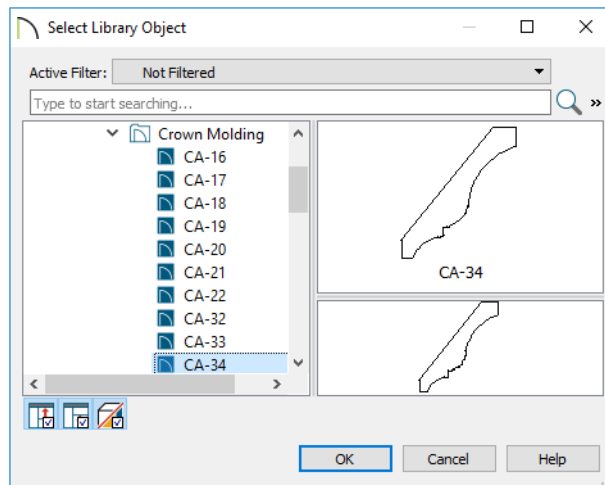 Select Library Object
Active Filter: Not Filtered
Type to start searching...
»
Crown Molding
CA-16
CA-17
CA-18
CA-19
CA-20
CA-21
CA-22
CA-32
CA-33
CA-34
CA-34
OK Cancel Help